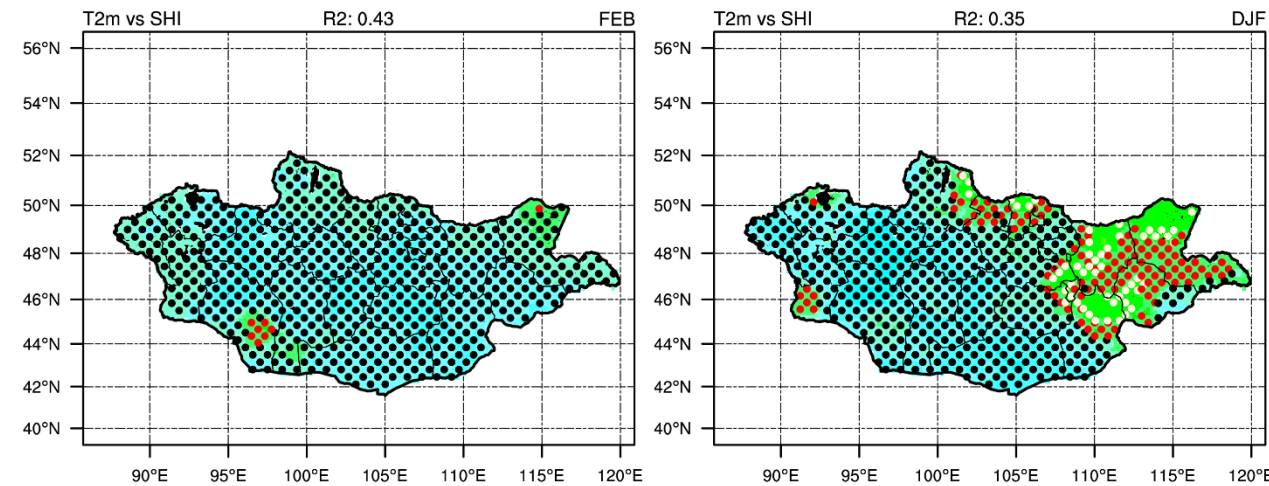 T2m vs SHI R2: 0.43 FEB
56°N
54°N
52°N
50°N
48°N
46°N
44°N
42°N
40°N
90°E 95°E 100°E 105°E 110°E 115°E 120°E
T2m vs SHI R2: 0.35 DJF
56°N
54°N
52°N
50°N
48°N
46°N
44°N
42°N
40°N
90°E 95°E 100°E 105°E 110°E 115°E 120°E